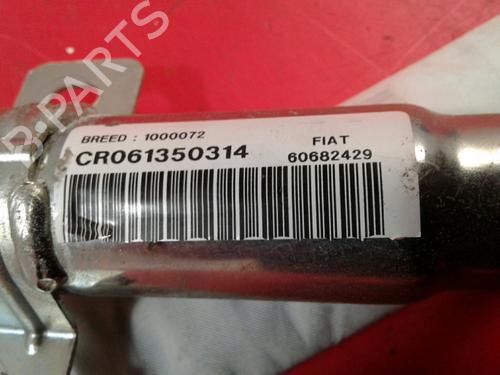 B-PARTS
BREED : 1000072
FIAT
CR061350314
60682429